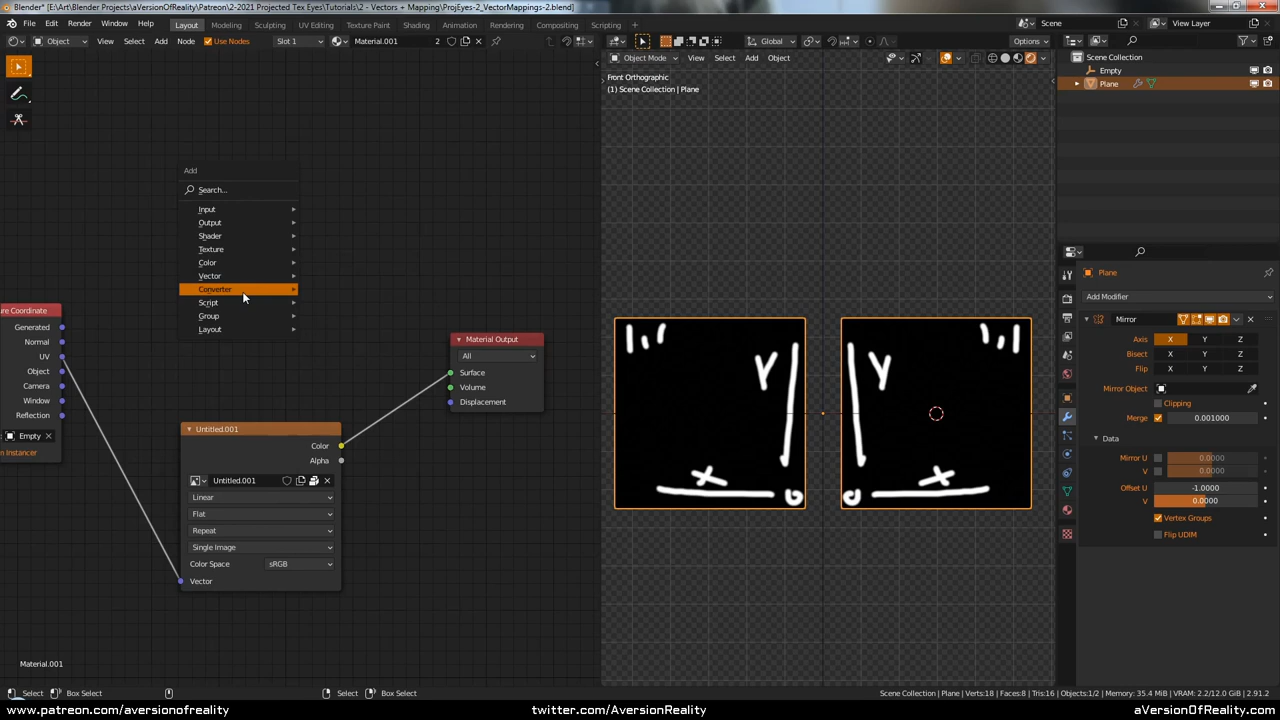 Blender* [E:\Art\Blender Projects\aVersionOfReality\Patreon\2-2021 Projected Tex Eyes\Tutorials\2 - Vectors + Mapping\ProjEyes-2_VectorMappings-2.blend]
File Edit Render Window Help Layout Modeling Sculpting UV Editing Texture Paint Shading Animation Rendering Compositing Scripting Scene View Layer
Object View Select Add Node Use Nodes Slot 1 Material.001 2 Global Options
Object Mode View Select Add Object
Scene Collection
Empty
Plane
Front Orthographic
(1) Scene Collection | Plane
Add
Search...
Input
Output
Shader
Texture
Color
Vector
Converter
Script
Group
Layout
ure Coordinate
Generated
Normal
UV
Object
Camera
Window
Reflection
Empty
n Instancer
Material Output
All
Surface
Volume
Displacement
Untitled.001
Color
Alpha
Untitled.001
Linear
Flat
Repeat
Single Image
Color Space sRGB
Vector
Y Y
X X
Plane
Add Modifier
Mirror
Axis X Y Z
Bisect X Y Z
Flip X Y Z
Mirror Object
Clipping
Merge 0.001000
Data
Mirror U 0.0000
V 0.0000
Offset U -1.0000
V 0.0000
Vertex Groups
Flip UDIM
Material.001
Select Box Select Select Box Select Scene Collection | Plane | Verts:18 | Faces:8 | Tris:16 | Objects:1/2 | Memory: 35.4 MiB | VRAM: 2.2/12.0 GiB | 2.91.2
www.patreon.com/aversionofreality twitter.com/AversionReality aVersionOfReality.com